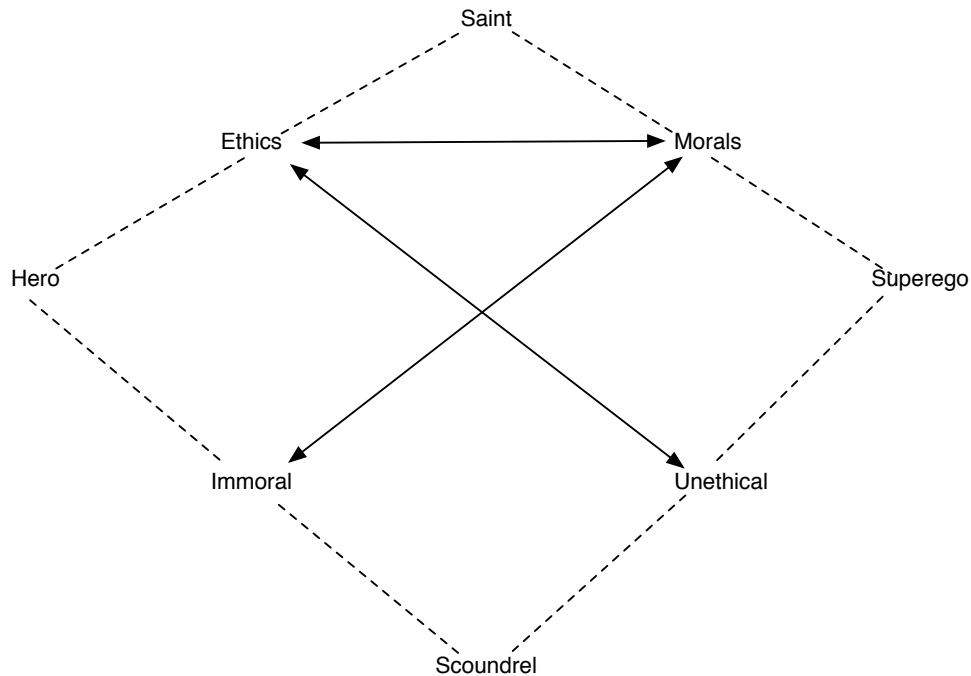 Saint
Ethics
Morals
Hero
Superego
Immoral
Unethical
Scoundrel